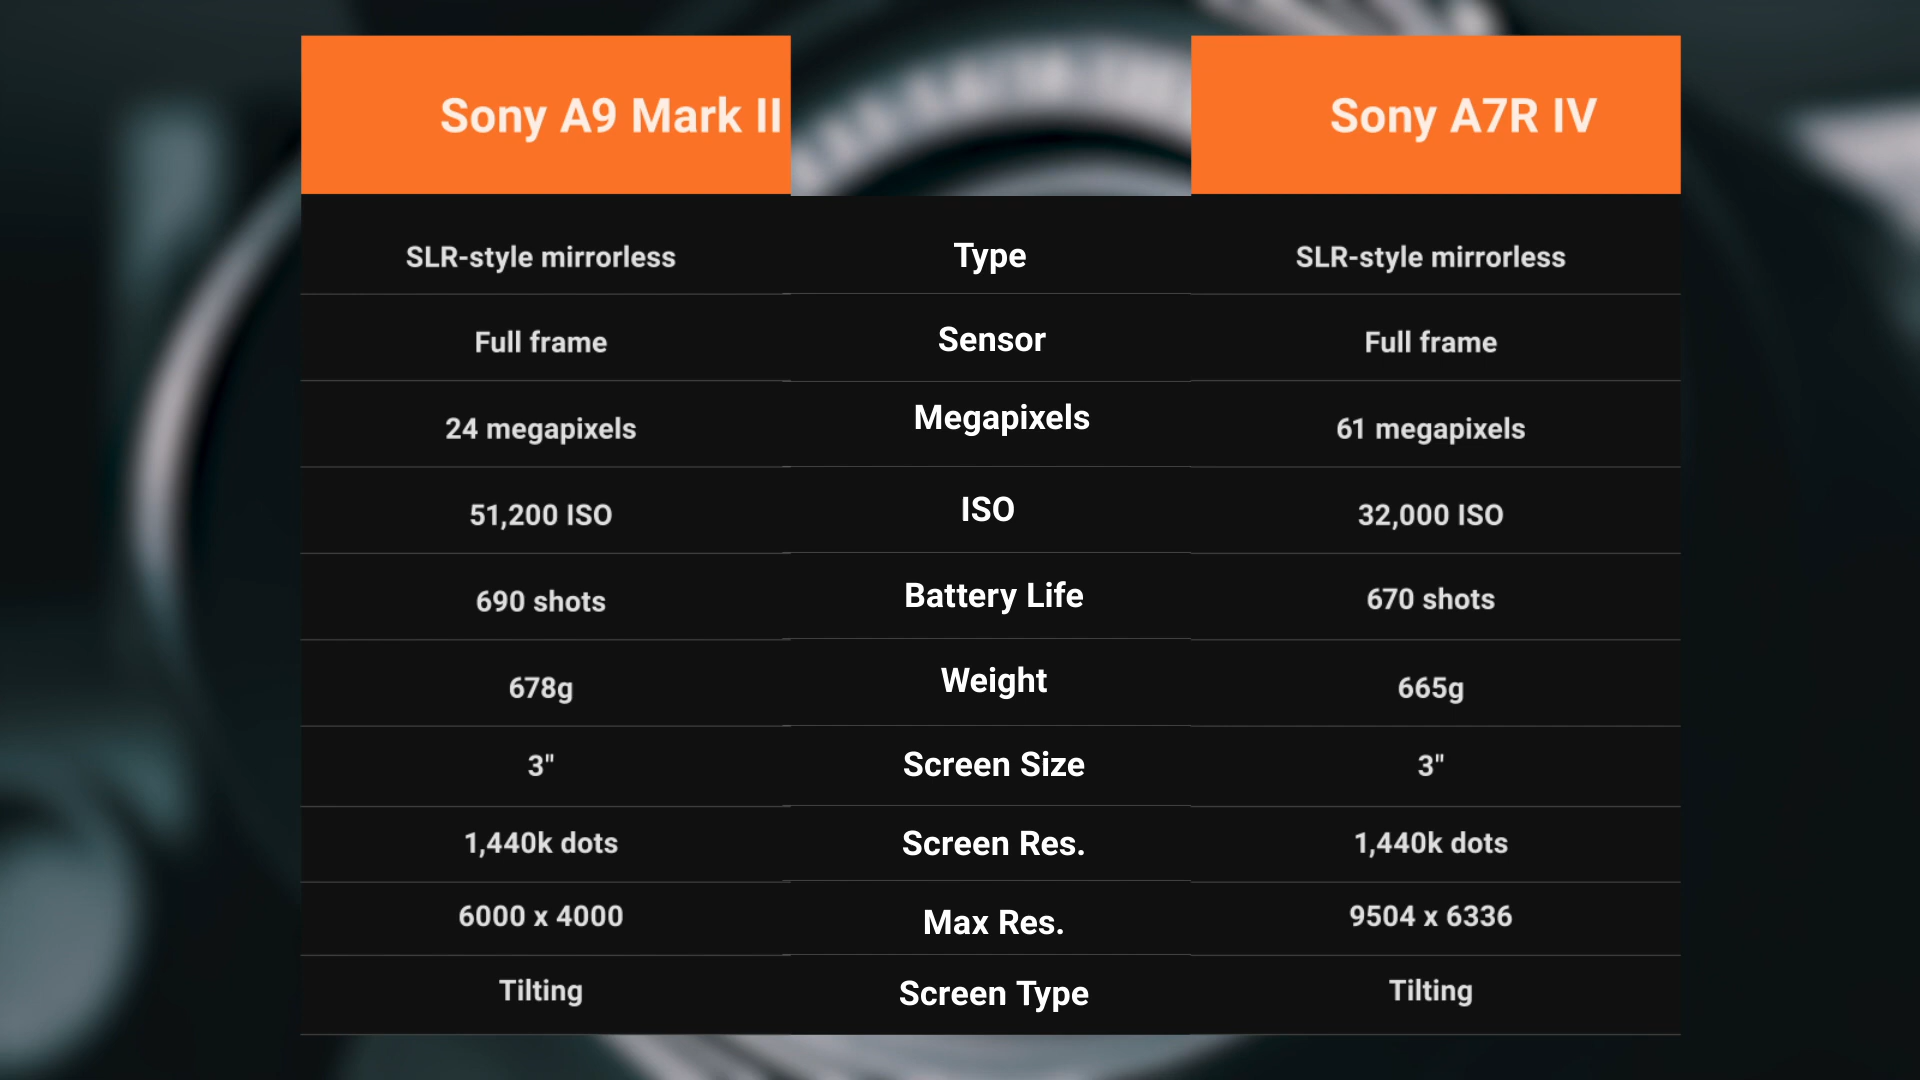 Sony A9 Mark II
Sony A7R IV
SLR-style mirrorless Type SLR-style mirrorless
Full frame Sensor Full frame
24 megapixels Megapixels 61 megapixels
51,200 ISO ISO 32,000 ISO
690 shots Battery Life 670 shots
678g Weight 665g
3" Screen Size 3"
1,440k dots Screen Res. 1,440k dots
6000 x 4000 Max Res. 9504 x 6336
Tilting Screen Type Tilting